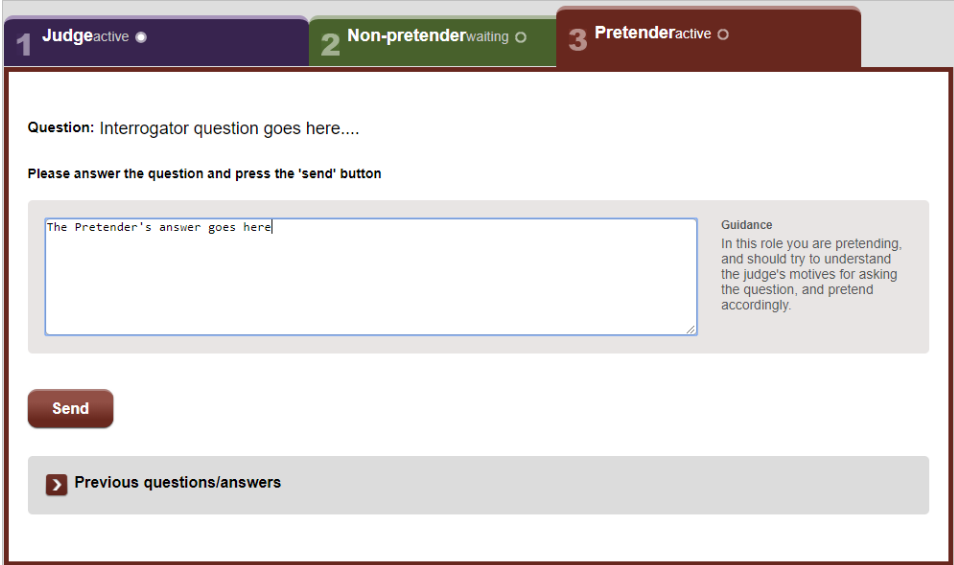 1 Judgeactive
2 Non-pretenderwaiting
3 Pretenderactive
Question: Interrogator question goes here....
Please answer the question and press the 'send' button
The Pretender's answer goes here
Guidance
In this role you are pretending,
and should try to understand
the judge's motives for asking
the question, and pretend
accordingly.
Send
Previous questions/answers